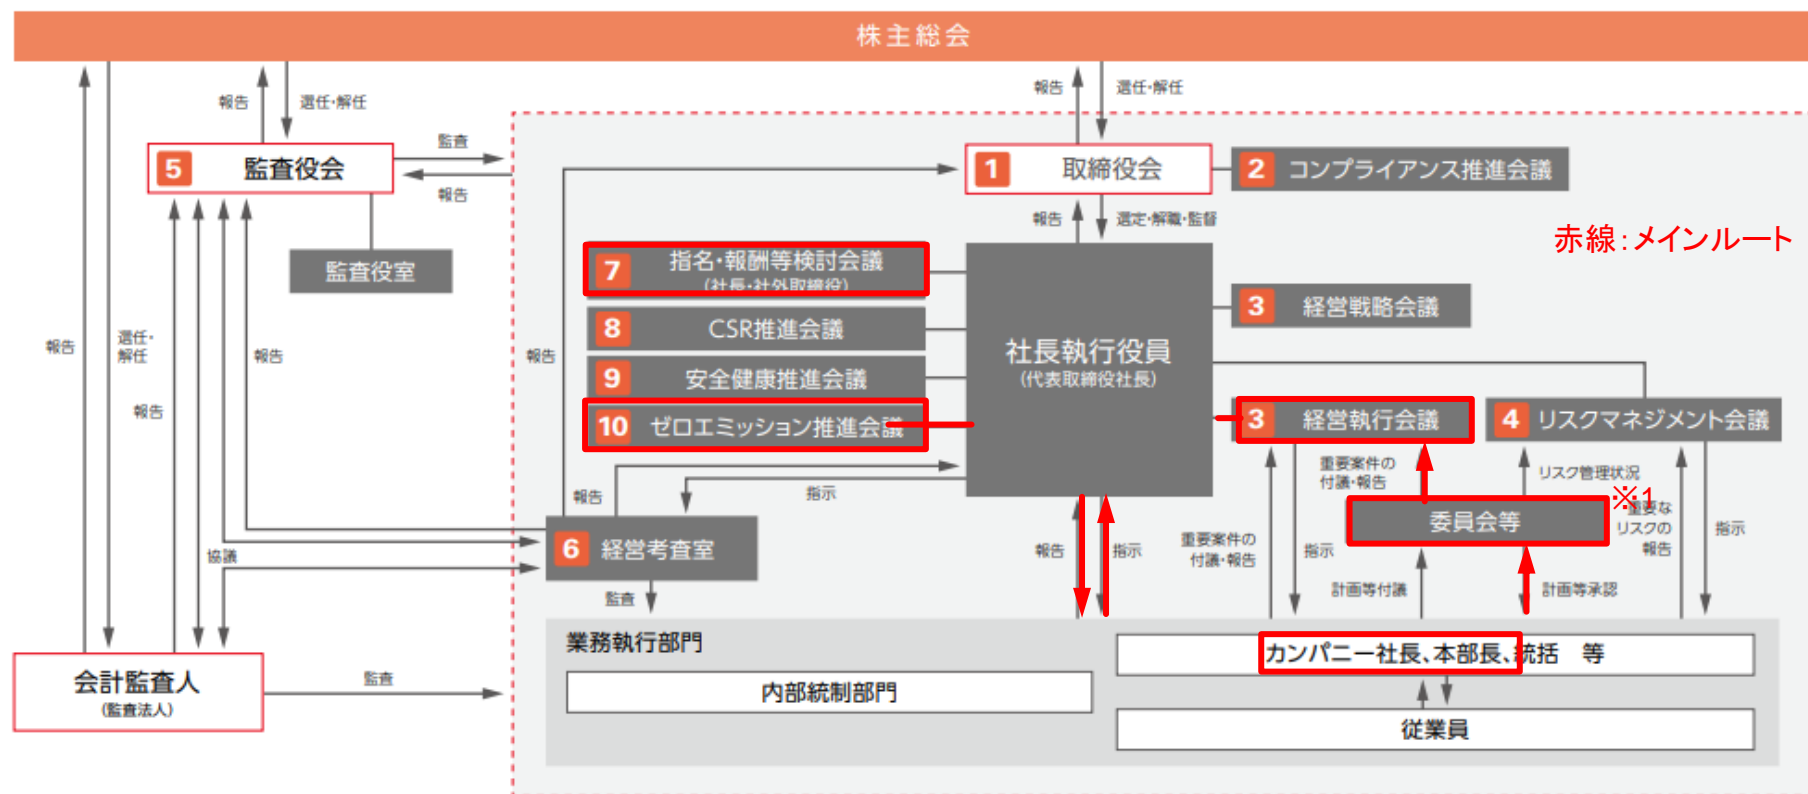 株主総会
報告
選任・解任
報告
選任・解任
監査
5 監査役会
報告
1 取締役会
2 コンプライアンス推進会議
報告
選定・解職・監督
赤線：メインルート
監査役室
7 指名・報酬等検討会議
(社長・社外取締役)
8 CSR推進会議
9 安全健康推進会議
10 ゼロエミッション推進会議
社長執行役員
(代表取締役社長)
3 経営戦略会議
3 経営執行会議
4 リスクマネジメント会議
報告
選任・
解任
報告
報告
報告
報告
指示
重要案件の
付議・報告
リスク管理状況
※1
委員会等
重要な
リスクの
報告
指示
6 経営考査室
協議
報告
指示
重要案件の
付議・報告
指示
監査
計画等付議
計画等承認
業務執行部門
カンパニー社長、本部長、統括　等
会計監査人
(監査法人)
監査
内部統制部門
従業員